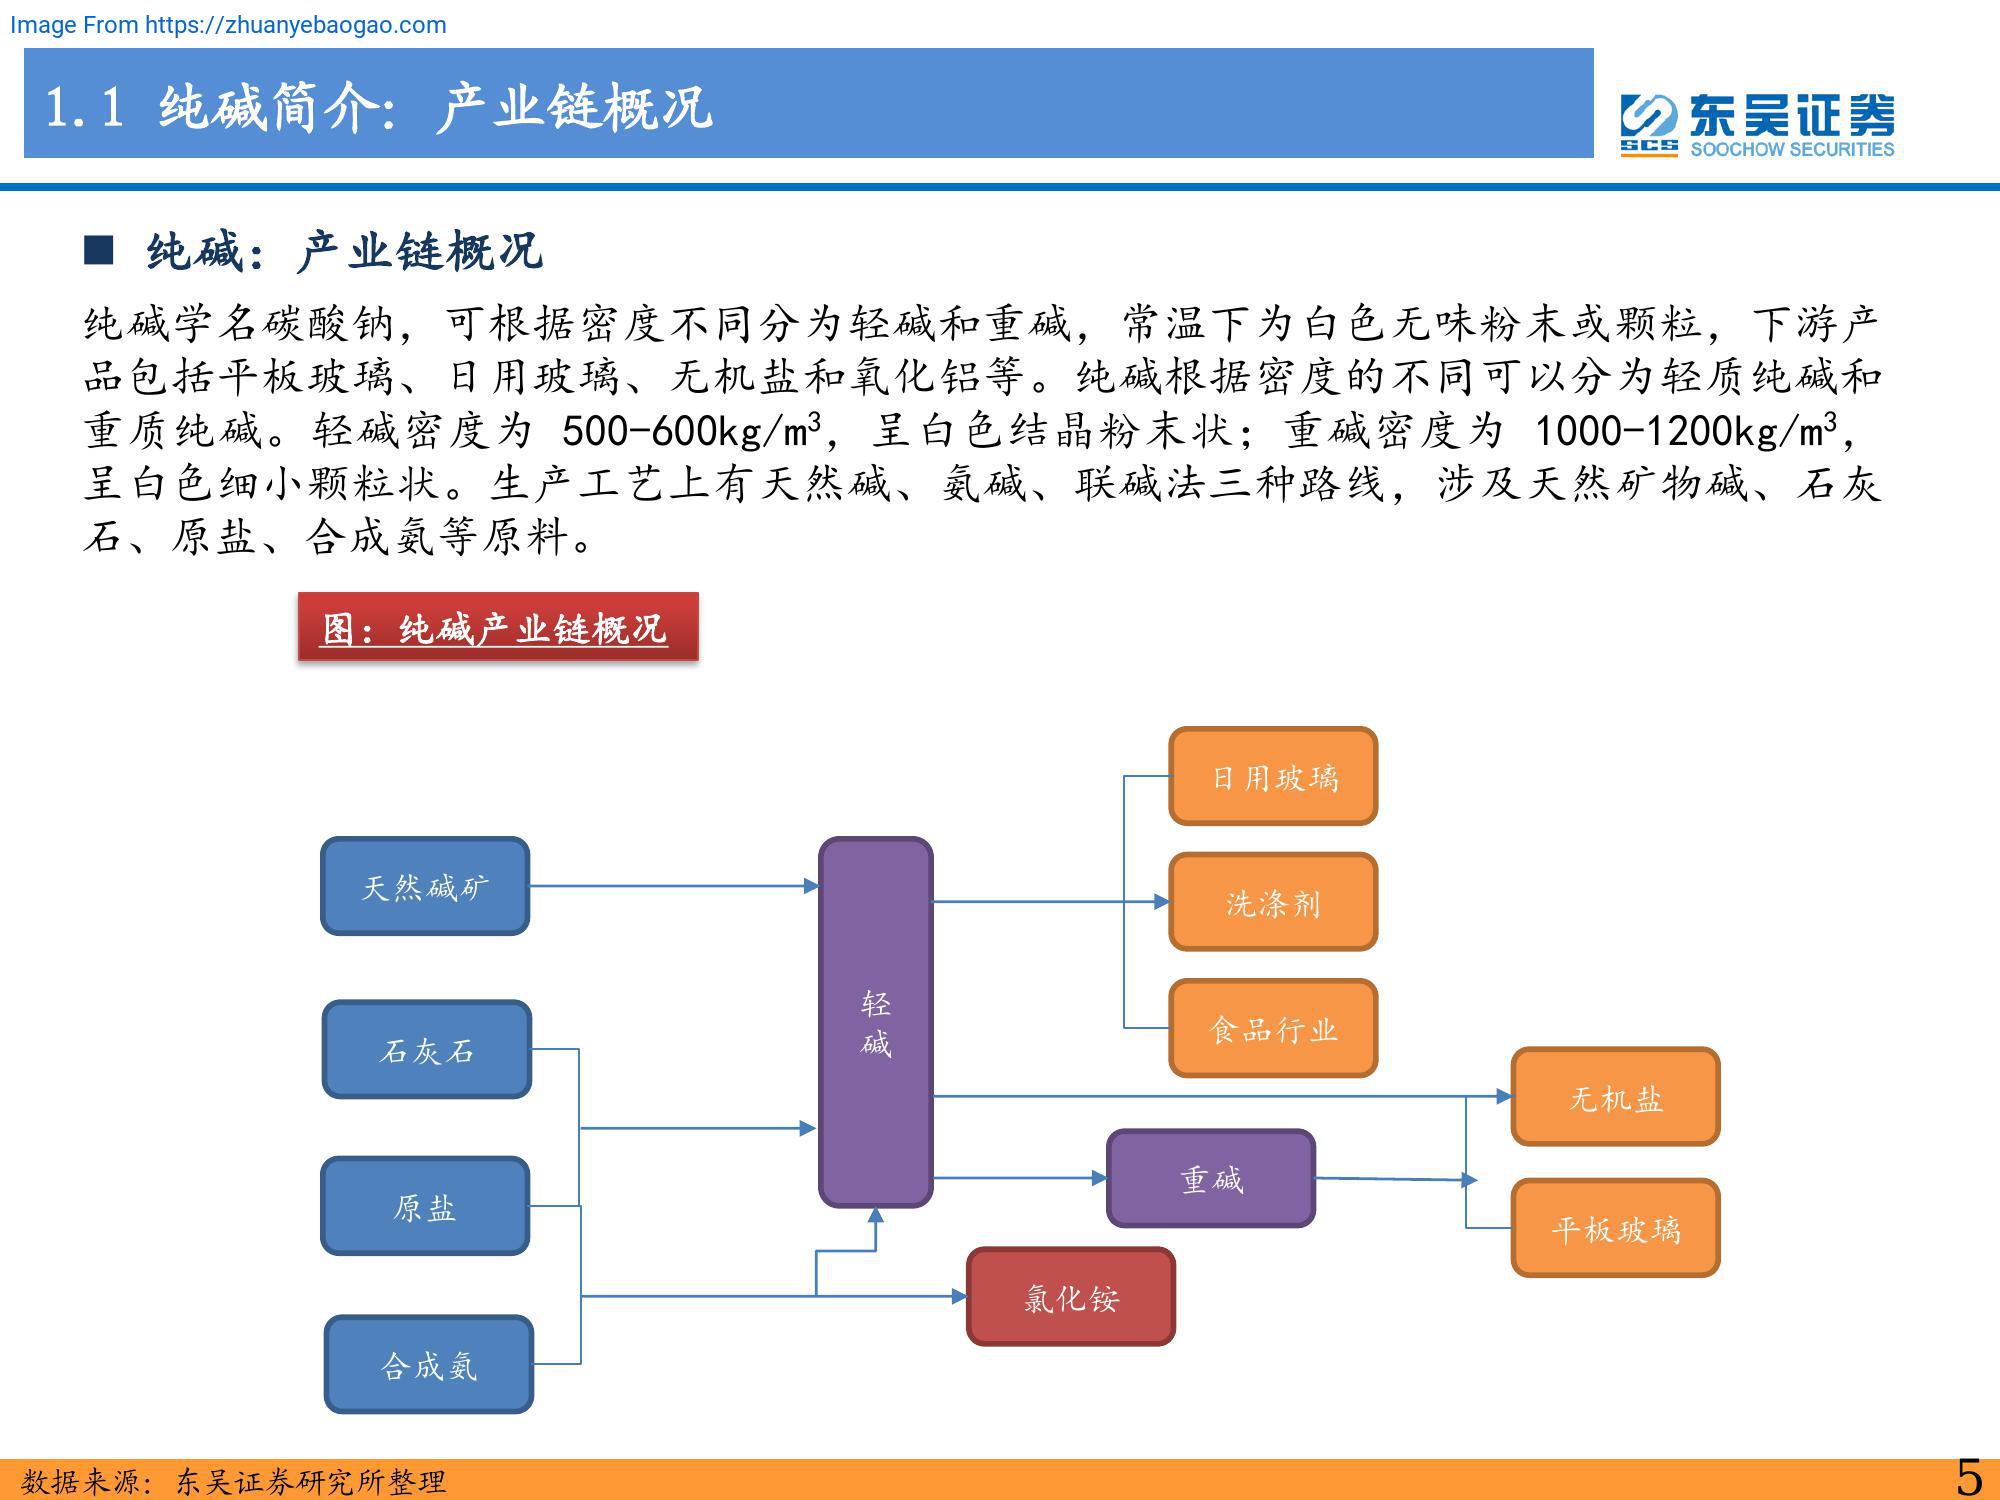 Image From https://zhuanyebaogao.com
1.1 纯碱简介：产业链概况
东吴证券
SCS
SOOCHOW SECURITIES
■ 纯碱：产业链概况
纯碱学名碳酸钠，可根据密度不同分为轻碱和重碱，常温下为白色无味粉末或颗粒，下游产
品包括平板玻璃、日用玻璃、无机盐和氧化铝等。纯碱根据密度的不同可以分为轻质纯碱和
重质纯碱。轻碱密度为 500-600kg/m³，呈白色结晶粉末状；重碱密度为 1000-1200kg/m³，
呈白色细小颗粒状。生产工艺上有天然碱、氨碱、联碱法三种路线，涉及天然矿物碱、石灰
石、原盐、合成氨等原料。
图：纯碱产业链概况
日用玻璃
天然碱矿
洗涤剂
轻
碱
食品行业
石灰石
无机盐
重碱
原盐
平板玻璃
氯化铵
合成氨
数据来源：东吴证券研究所整理
5